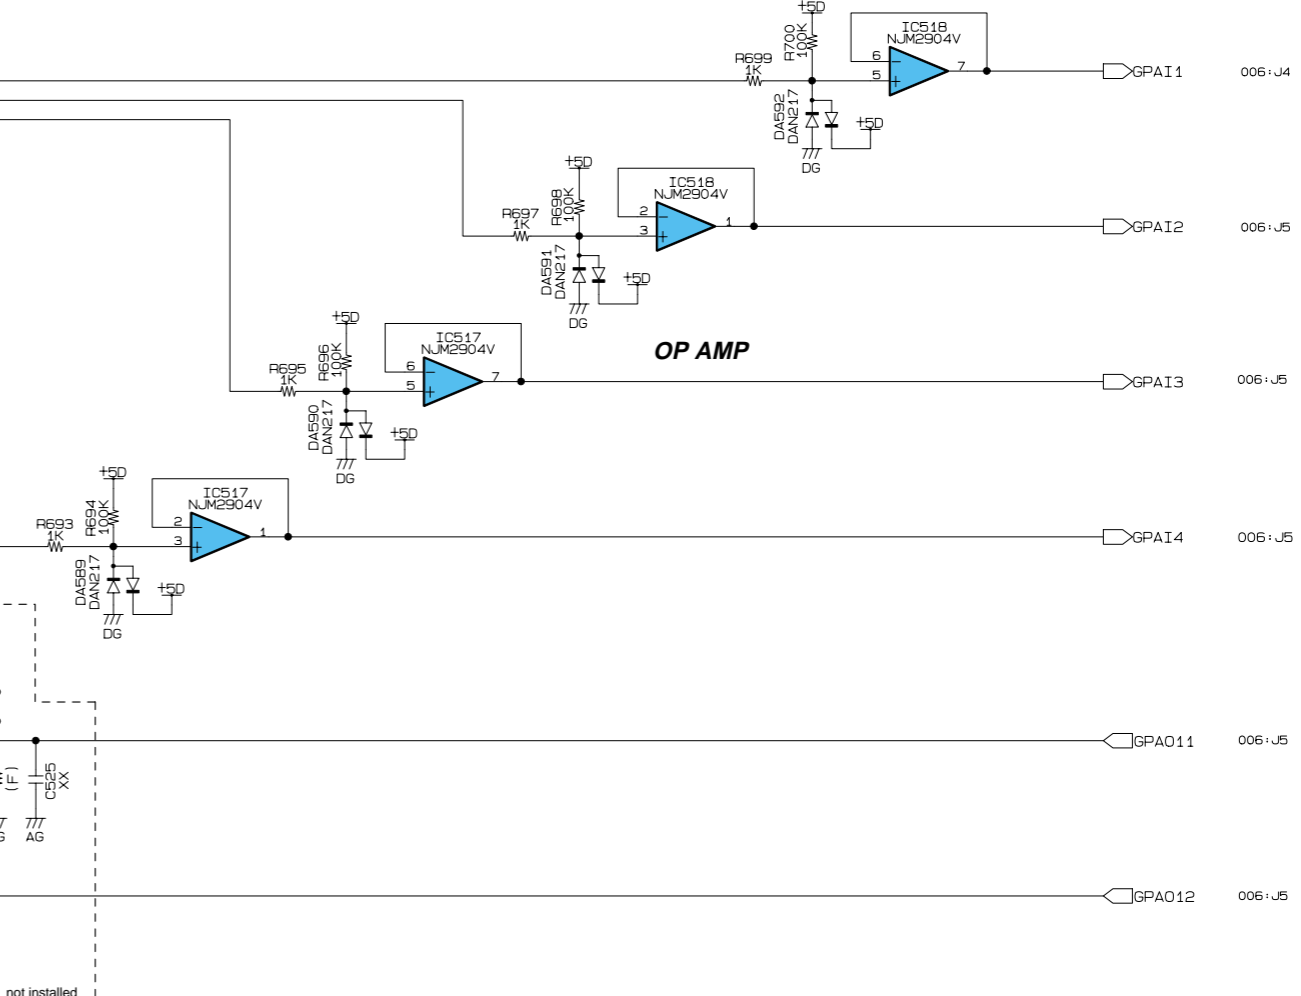 +5D
R700
100K
IC518
NJM2904V
R699
1K
6
5
7
GPAI1
006:J4
DA592
DAN217
+5D
DG
+5D
R698
100K
IC518
NJM2904V
R697
1K
2
3
1
GPAI2
006:J5
DA591
DAN217
+5D
DG
OP AMP
+5D
R696
100K
IC517
NJM2904V
R695
1K
6
5
7
GPAI3
006:J5
DA590
DAN217
+5D
DG
+5D
R694
100K
IC517
NJM2904V
R693
1K
2
3
1
GPAI4
006:J5
DA589
DAN217
+5D
DG
GPAO11
006:J5
(F)
C525
XX
AG
GPAO12
006:J5
not installed